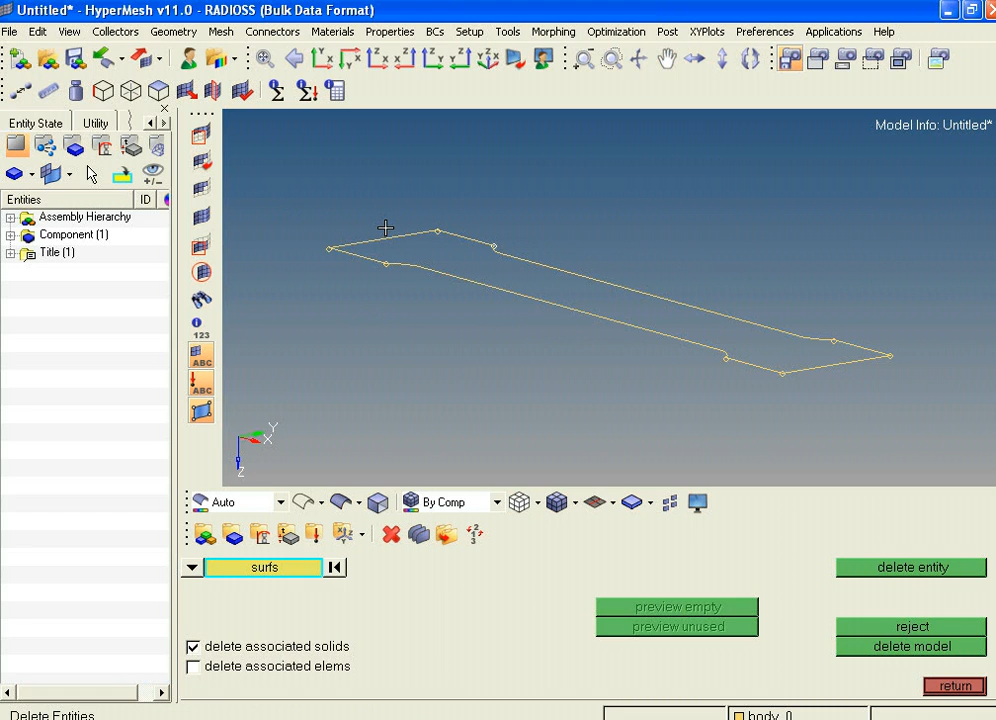 Untitled* - HyperMesh v11.0 - RADIOSS (Bulk Data Format)
File Edit View Collectors Geometry Mesh Connectors Materials Properties BCs Setup Tools Morphing Optimization Post XYPlots Preferences Applications Help
Entity State Utility
Model Info: Untitled*
Entities ID
Assembly Hierarchy
Component (1)
Title (1)
123
ABC
ABC
Y
X
Z
Auto By Comp
surfs delete entity
preview empty
preview unused reject
delete associated solids delete model
delete associated elems
return
Delete Entities body_0